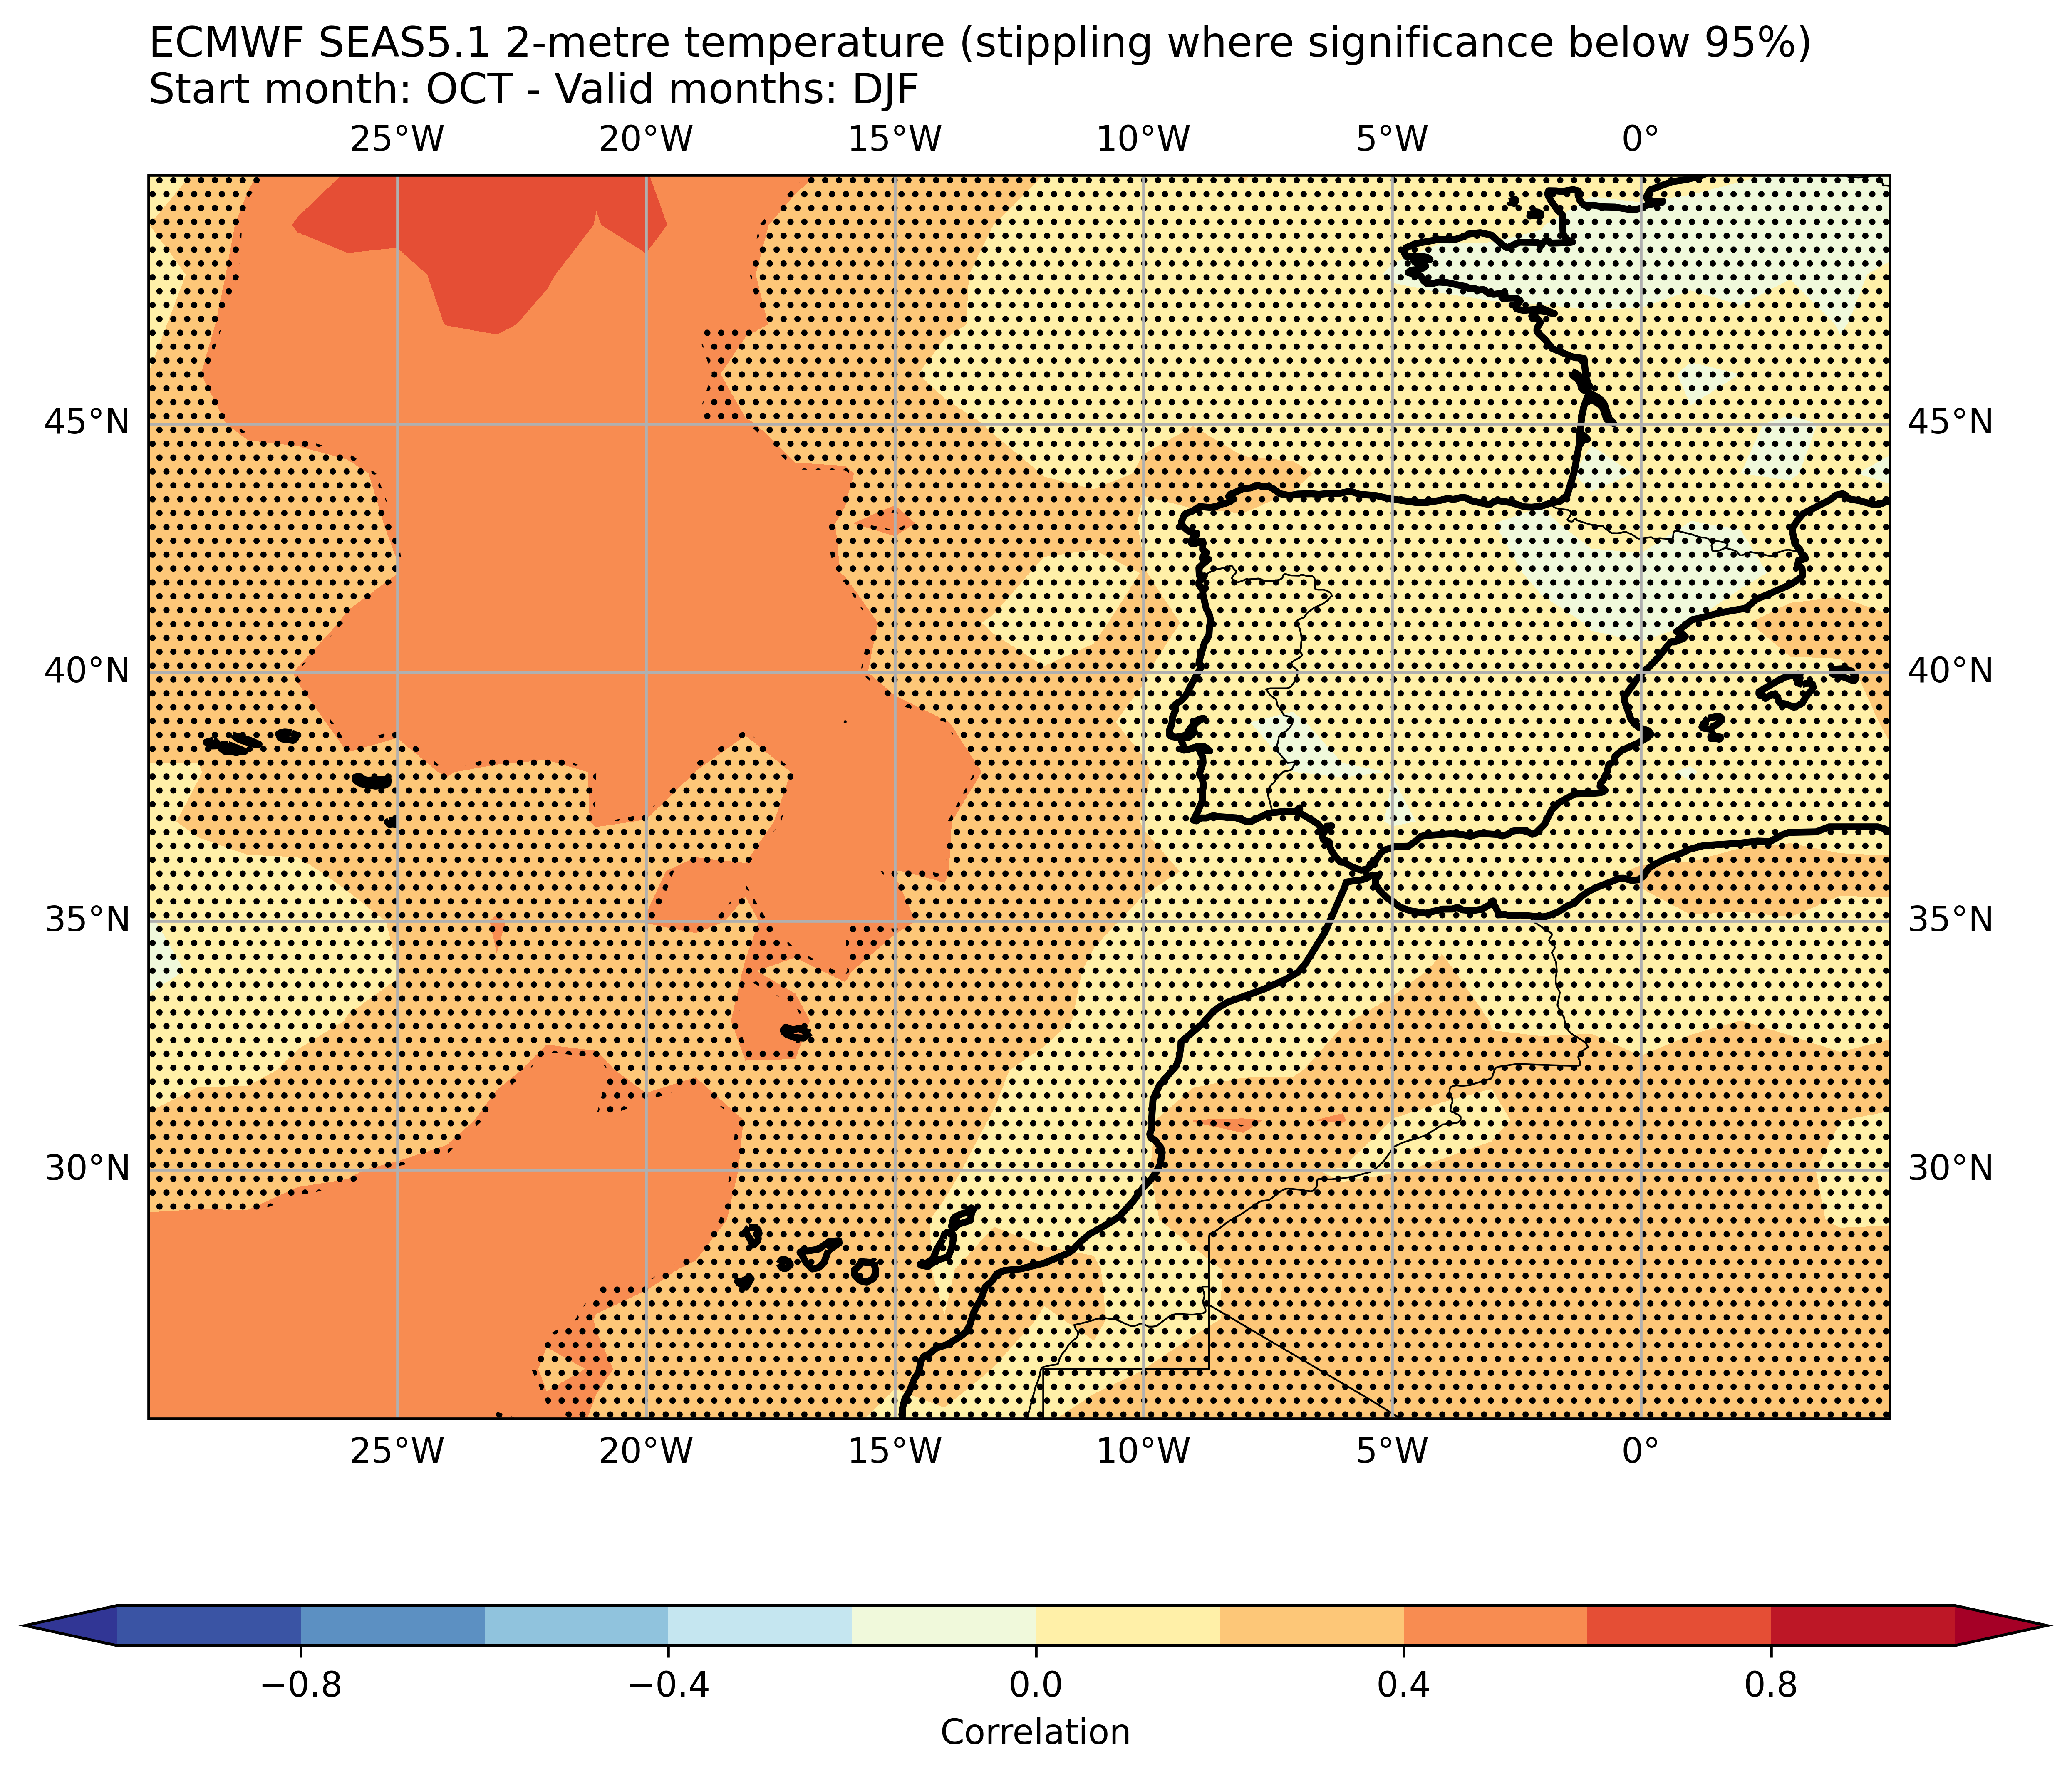 ECMWF SEAS5.1 2-metre temperature (stippling where significance below 95%)
Start month: OCT - Valid months: DJF
25°W 20°W 15°W 10°W 5°W 0°
45°N 45°N
40°N 40°N
35°N 35°N
30°N 30°N
25°W 20°W 15°W 10°W 5°W 0°
−0.8 −0.4 0.0 0.4 0.8
Correlation